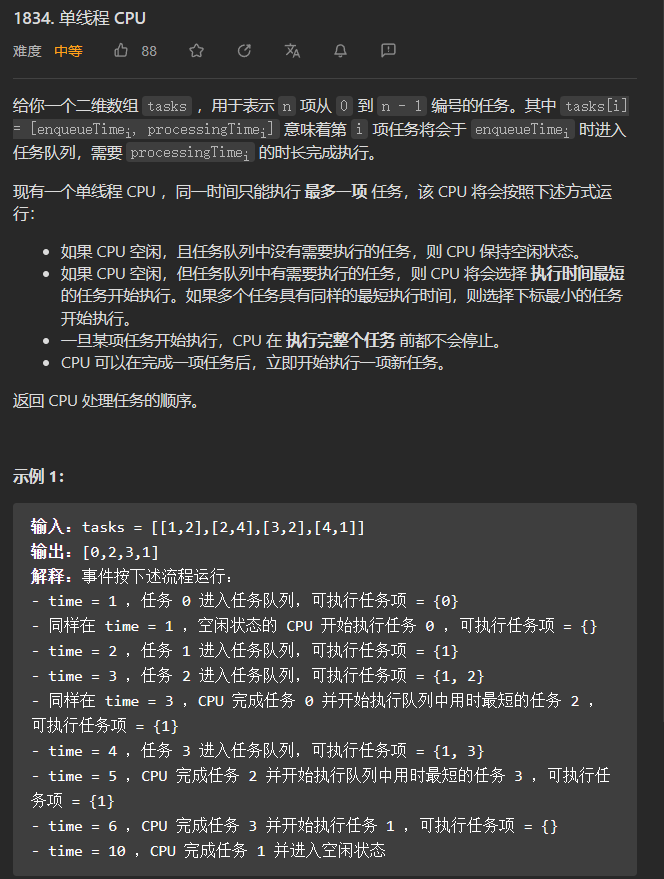 1834. 单线程 CPU
难度 中等 88
给你一个二维数组 tasks ，用于表示 n 项从 0 到 n - 1 编号的任务。其中 tasks[i]
= [enqueueTimeᵢ, processingTimeᵢ] 意味着第 i 项任务将会于 enqueueTimeᵢ 时进入
任务队列，需要 processingTimeᵢ 的时长完成执行。
现有一个单线程 CPU ，同一时间只能执行 最多一项 任务，该 CPU 将会按照下述方式运
行：
• 如果 CPU 空闲，且任务队列中没有需要执行的任务，则 CPU 保持空闲状态。
• 如果 CPU 空闲，但任务队列中有需要执行的任务，则 CPU 将会选择 执行时间最短
的任务开始执行。如果多个任务具有同样的最短执行时间，则选择下标最小的任务
开始执行。
• 一旦某项任务开始执行，CPU 在 执行完整个任务 前都不会停止。
• CPU 可以在完成一项任务后，立即开始执行一项新任务。
返回 CPU 处理任务的顺序。
示例 1：
输入：tasks = [[1,2],[2,4],[3,2],[4,1]]
输出：[0,2,3,1]
解释：事件按下述流程运行：
- time = 1 ，任务 0 进入任务队列，可执行任务项 = {0}
- 同样在 time = 1 ，空闲状态的 CPU 开始执行任务 0 ，可执行任务项 = {}
- time = 2 ，任务 1 进入任务队列，可执行任务项 = {1}
- time = 3 ，任务 2 进入任务队列，可执行任务项 = {1, 2}
- 同样在 time = 3 ，CPU 完成任务 0 并开始执行队列中用时最短的任务 2 ，
可执行任务项 = {1}
- time = 4 ，任务 3 进入任务队列，可执行任务项 = {1, 3}
- time = 5 ，CPU 完成任务 2 并开始执行队列中用时最短的任务 3 ，可执行任
务项 = {1}
- time = 6 ，CPU 完成任务 3 并开始执行任务 1 ，可执行任务项 = {}
- time = 10 ，CPU 完成任务 1 并进入空闲状态